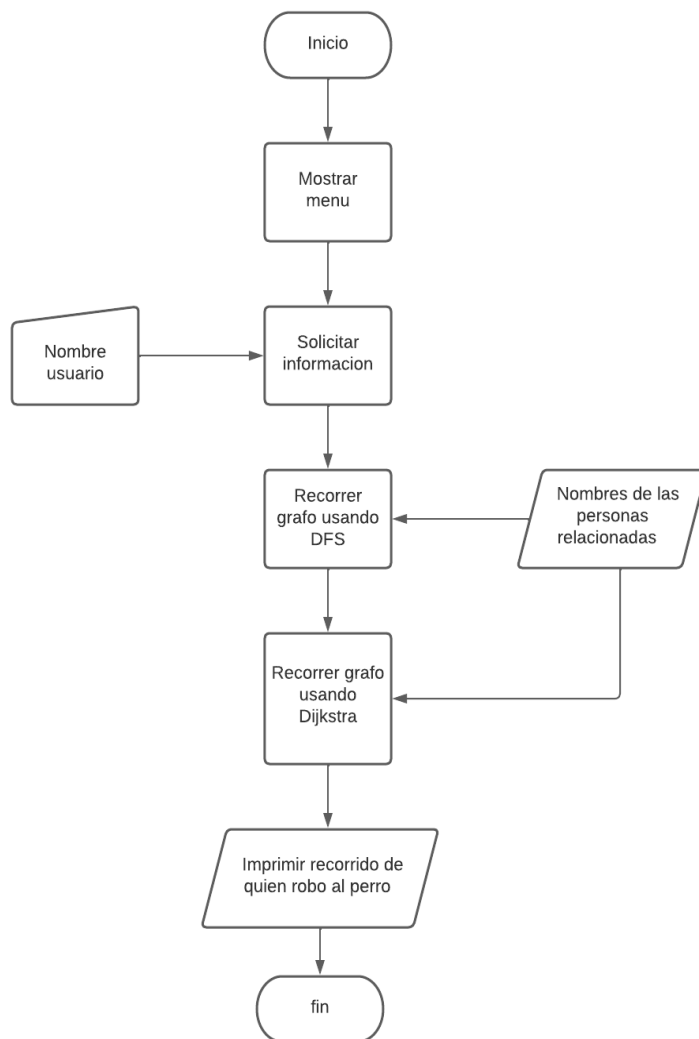 Inicio
Mostrar
menu
Nombre
usuario
Solicitar
informacion
Recorrer
grafo usando
DFS
Nombres de las
personas
relacionadas
Recorrer grafo
usando
Dijkstra
Imprimir recorrido de
quien robo al perro
fin